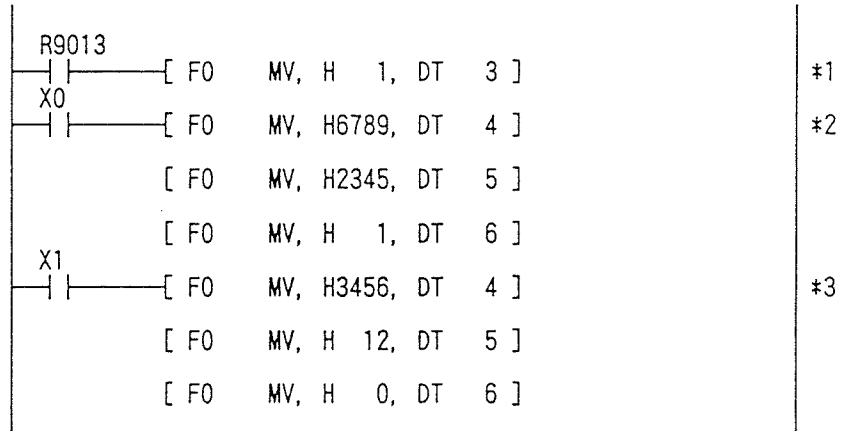 R9013
[ F0 MV, H 1, DT 3 ] *1
X0
[ F0 MV, H6789, DT 4 ] *2
[ F0 MV, H2345, DT 5 ]
[ F0 MV, H 1, DT 6 ]
X1
[ F0 MV, H3456, DT 4 ] *3
[ F0 MV, H 12, DT 5 ]
[ F0 MV, H 0, DT 6 ]